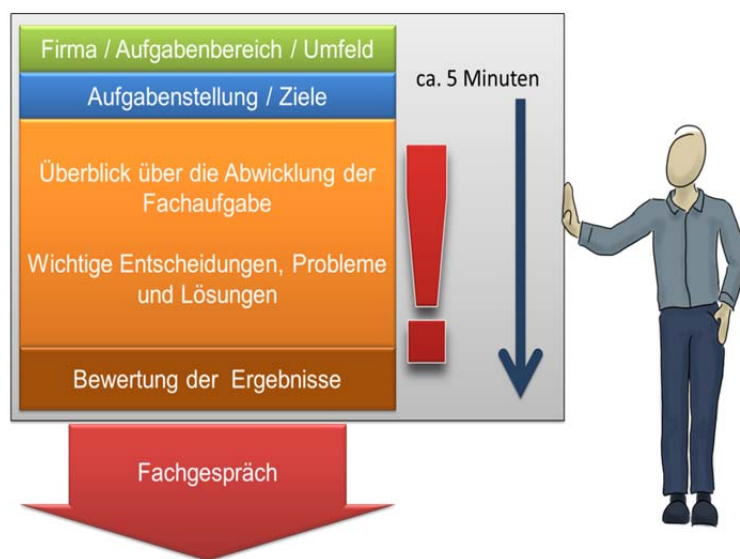 Firma / Aufgabenbereich / Umfeld
Aufgabenstellung / Ziele
ca. 5 Minuten
Überblick über die Abwicklung der
Fachaufgabe
Wichtige Entscheidungen, Probleme
und Lösungen
!
Bewertung der Ergebnisse
Fachgespräch